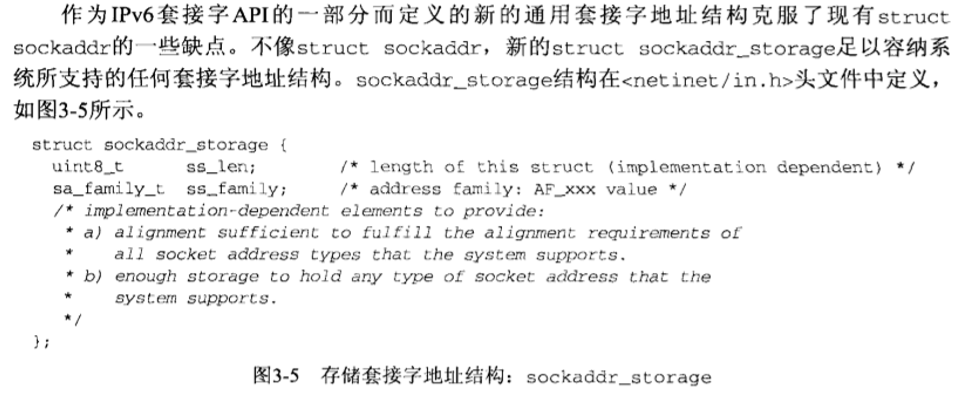 作为IPv6套接字API的一部分而定义的新的通用套接字地址结构克服了现有struct
sockaddr的一些缺点。不像struct sockaddr，新的struct sockaddr_storage足以容纳系
统所支持的任何套接字地址结构。sockaddr_storage结构在<netinet/in.h>头文件中定义，
如图3-5所示。
struct sockaddr_storage {
uint8_t ss_len; /* length of this struct (implementation dependent) */
sa_family_t ss_family; /* address family: AF_xxx value */
/* implementation-dependent elements to provide:
* a) alignment sufficient to fulfill the alignment requirements of
* all socket address types that the system supports.
* b) enough storage to hold any type of socket address that the
* system supports.
*/
};
图3-5 存储套接字地址结构：sockaddr_storage